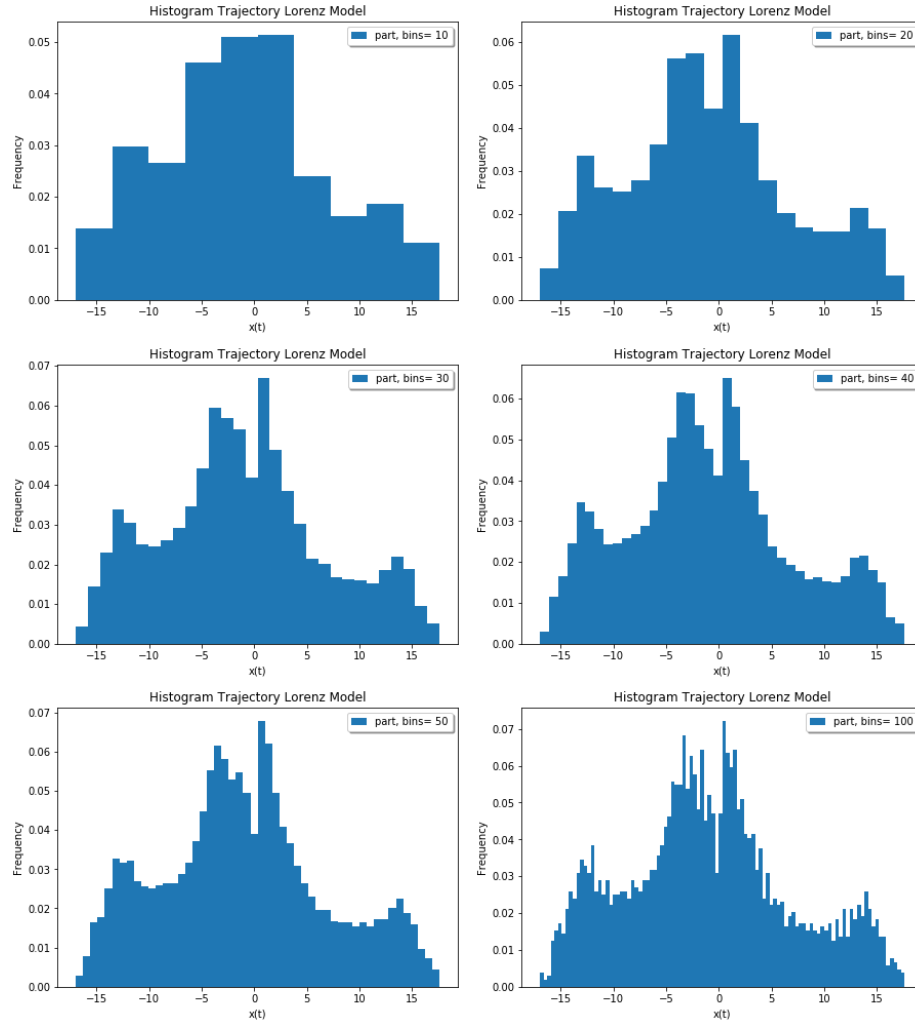 Histogram Trajectory Lorenz Model
part, bins= 10
0.05
0.04
0.03
0.02
0.01
0.00
Frequency
−15 −10 −5 0 5 10 15
x(t)
Histogram Trajectory Lorenz Model
part, bins= 20
0.06
0.05
0.04
0.03
0.02
0.01
0.00
Frequency
−15 −10 −5 0 5 10 15
x(t)
Histogram Trajectory Lorenz Model
part, bins= 30
0.07
0.06
0.05
0.04
0.03
0.02
0.01
0.00
Frequency
−15 −10 −5 0 5 10 15
x(t)
Histogram Trajectory Lorenz Model
part, bins= 40
0.06
0.05
0.04
0.03
0.02
0.01
0.00
Frequency
−15 −10 −5 0 5 10 15
x(t)
Histogram Trajectory Lorenz Model
part, bins= 50
0.07
0.06
0.05
0.04
0.03
0.02
0.01
0.00
Frequency
−15 −10 −5 0 5 10 15
x(t)
Histogram Trajectory Lorenz Model
part, bins= 100
0.07
0.06
0.05
0.04
0.03
0.02
0.01
0.00
Frequency
−15 −10 −5 0 5 10 15
x(t)